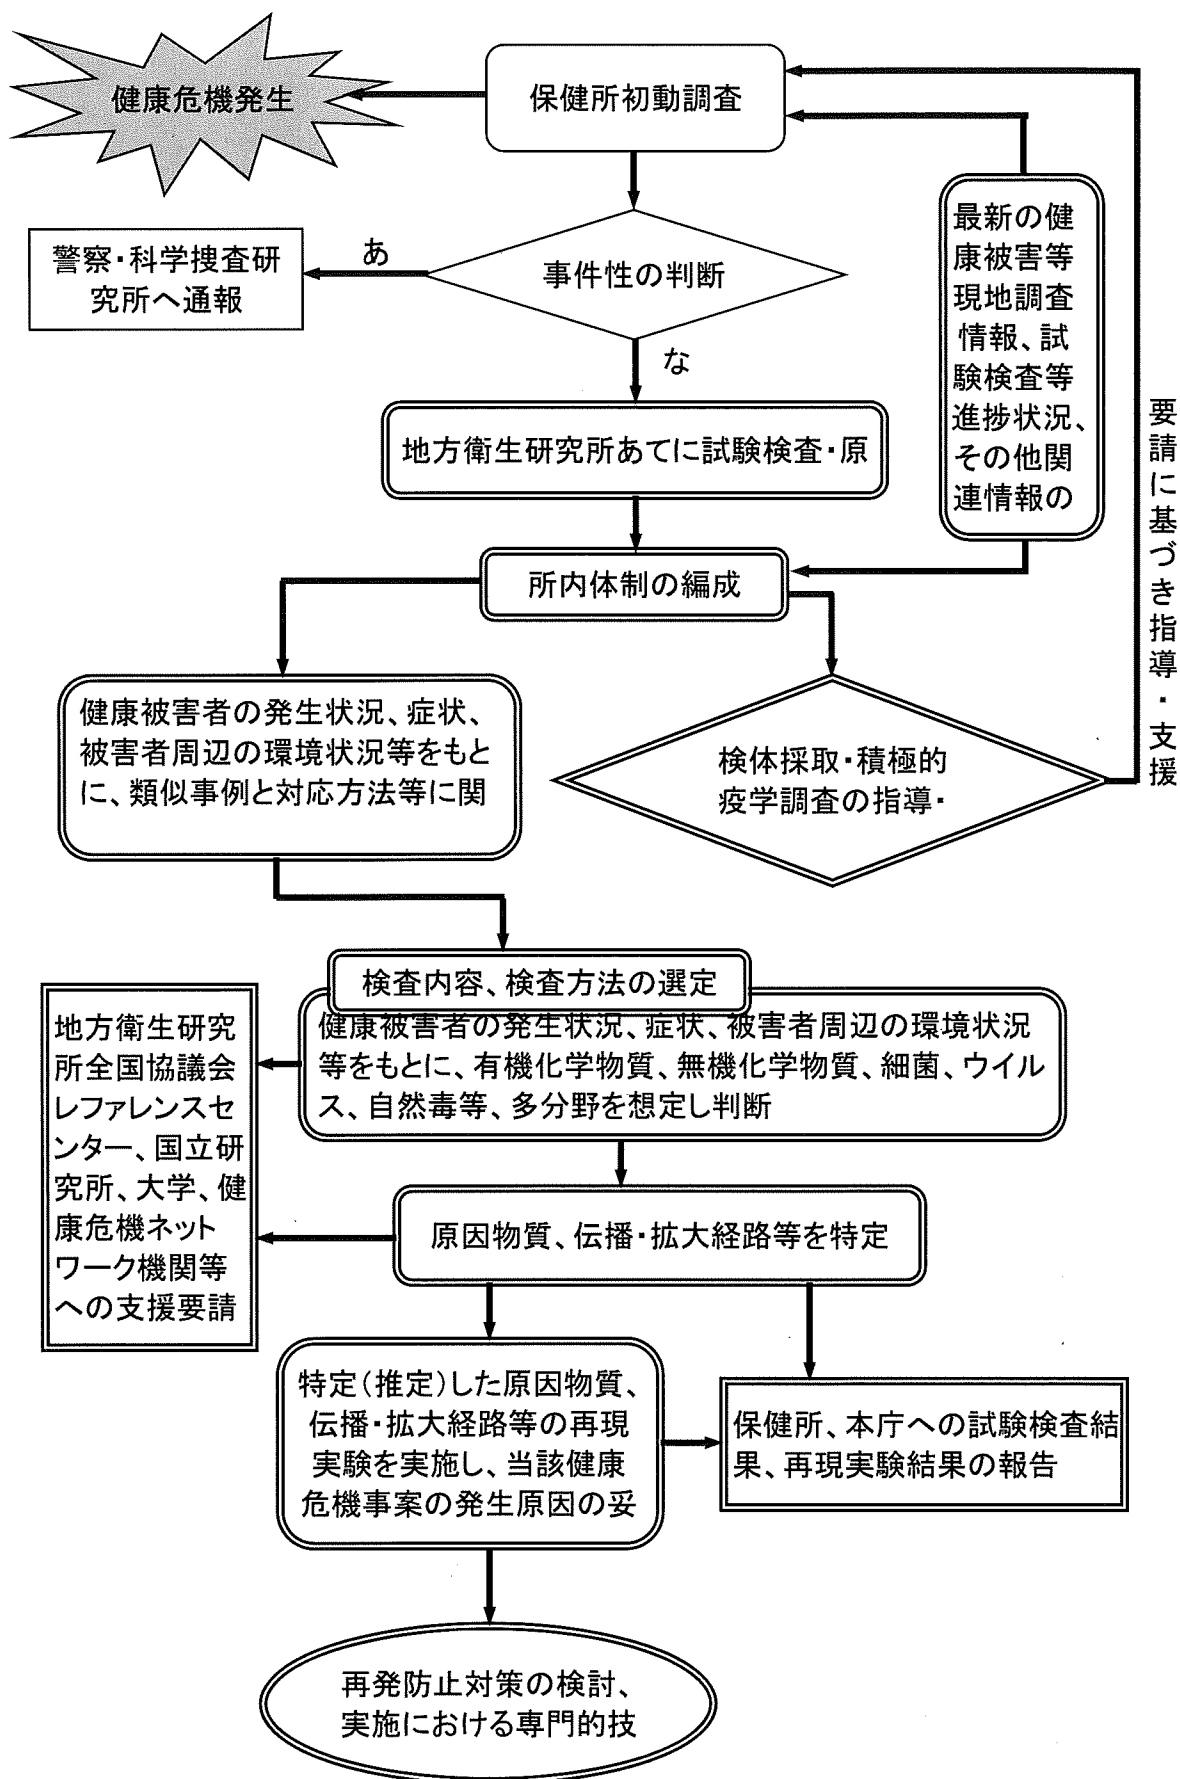 健康危機発生
保健所初動調査
警察・科学捜査研
究所へ通報
あ
事件性の判断
な
最新の健
康被害等
現地調査
情報、試
験検査等
進捗状況、
その他関
連情報の
要請に基づき指導・支援
地方衛生研究所あてに試験検査・原
所内体制の編成
健康被害者の発生状況、症状、
被害者周辺の環境状況等をもと
に、類似事例と対応方法等に関
検体採取・積極的
疫学調査の指導・
検査内容、検査方法の選定
健康被害者の発生状況、症状、被害者周辺の環境状況
等をもとに、有機化学物質、無機化学物質、細菌、ウイル
ス、自然毒等、多分野を想定し判断
地方衛生研究
所全国協議会
レファレンスセ
ンター、国立研
究所、大学、健
康危機ネット
ワーク機関等
への支援要請
原因物質、伝播・拡大経路等を特定
特定(推定)した原因物質、
伝播・拡大経路等の再現
実験を実施し、当該健康
危機事案の発生原因の妥
保健所、本庁への試験検査結
果、再現実験結果の報告
再発防止対策の検討、
実施における専門的技